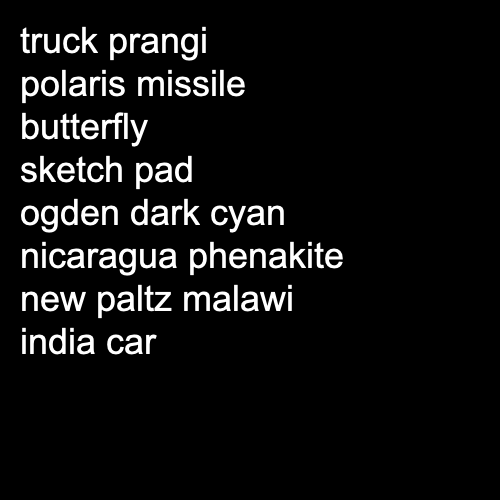 truck prangi
polaris missile
butterfly
sketch pad
ogden dark cyan
nicaragua phenakite
new paltz malawi
india car